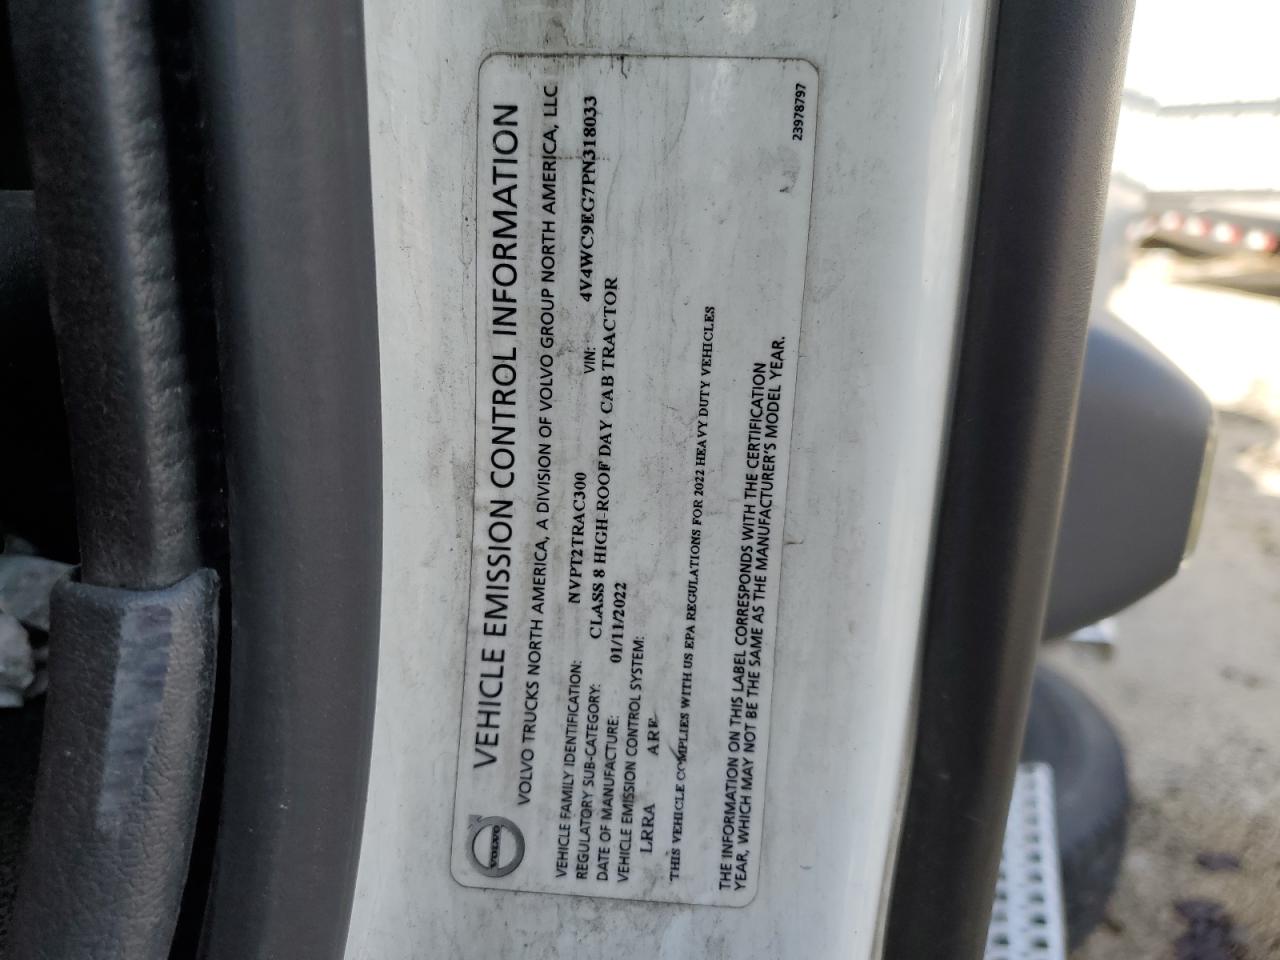 VOLVO
VEHICLE EMISSION CONTROL INFORMATION
VOLVO TRUCKS NORTH AMERICA, A DIVISION OF VOLVO GROUP NORTH AMERICA, LLC
VEHICLE FAMILY IDENTIFICATION: NVPT2TRAC300 VIN: 4V4WC9EG7PN318033
REGULATORY SUB-CATEGORY: CLASS 8 HIGH-ROOF DAY CAB TRACTOR
DATE OF MANUFACTURE: 01/11/2022
VEHICLE EMISSION CONTROL SYSTEM:
LRRA ARF
THIS VEHICLE COMPLIES WITH US EPA REGULATIONS FOR 2022 HEAVY DUTY VEHICLES
THE INFORMATION ON THIS LABEL CORRESPONDS WITH THE CERTIFICATION
YEAR, WHICH MAY NOT BE THE SAME AS THE MANUFACTURER'S MODEL YEAR.
23978797